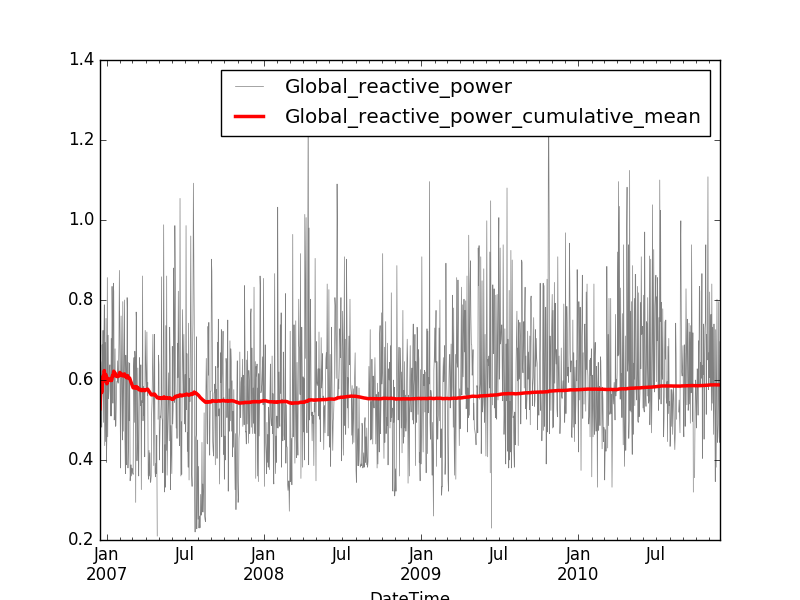 1.4
Global_reactive_power
Global_reactive_power_cumulative_mean
1.2
1.0
0.8
0.6
0.4
0.2
Jan Jul Jan Jul Jan Jul Jan Jul
2007 2008 2009 2010
DateTime